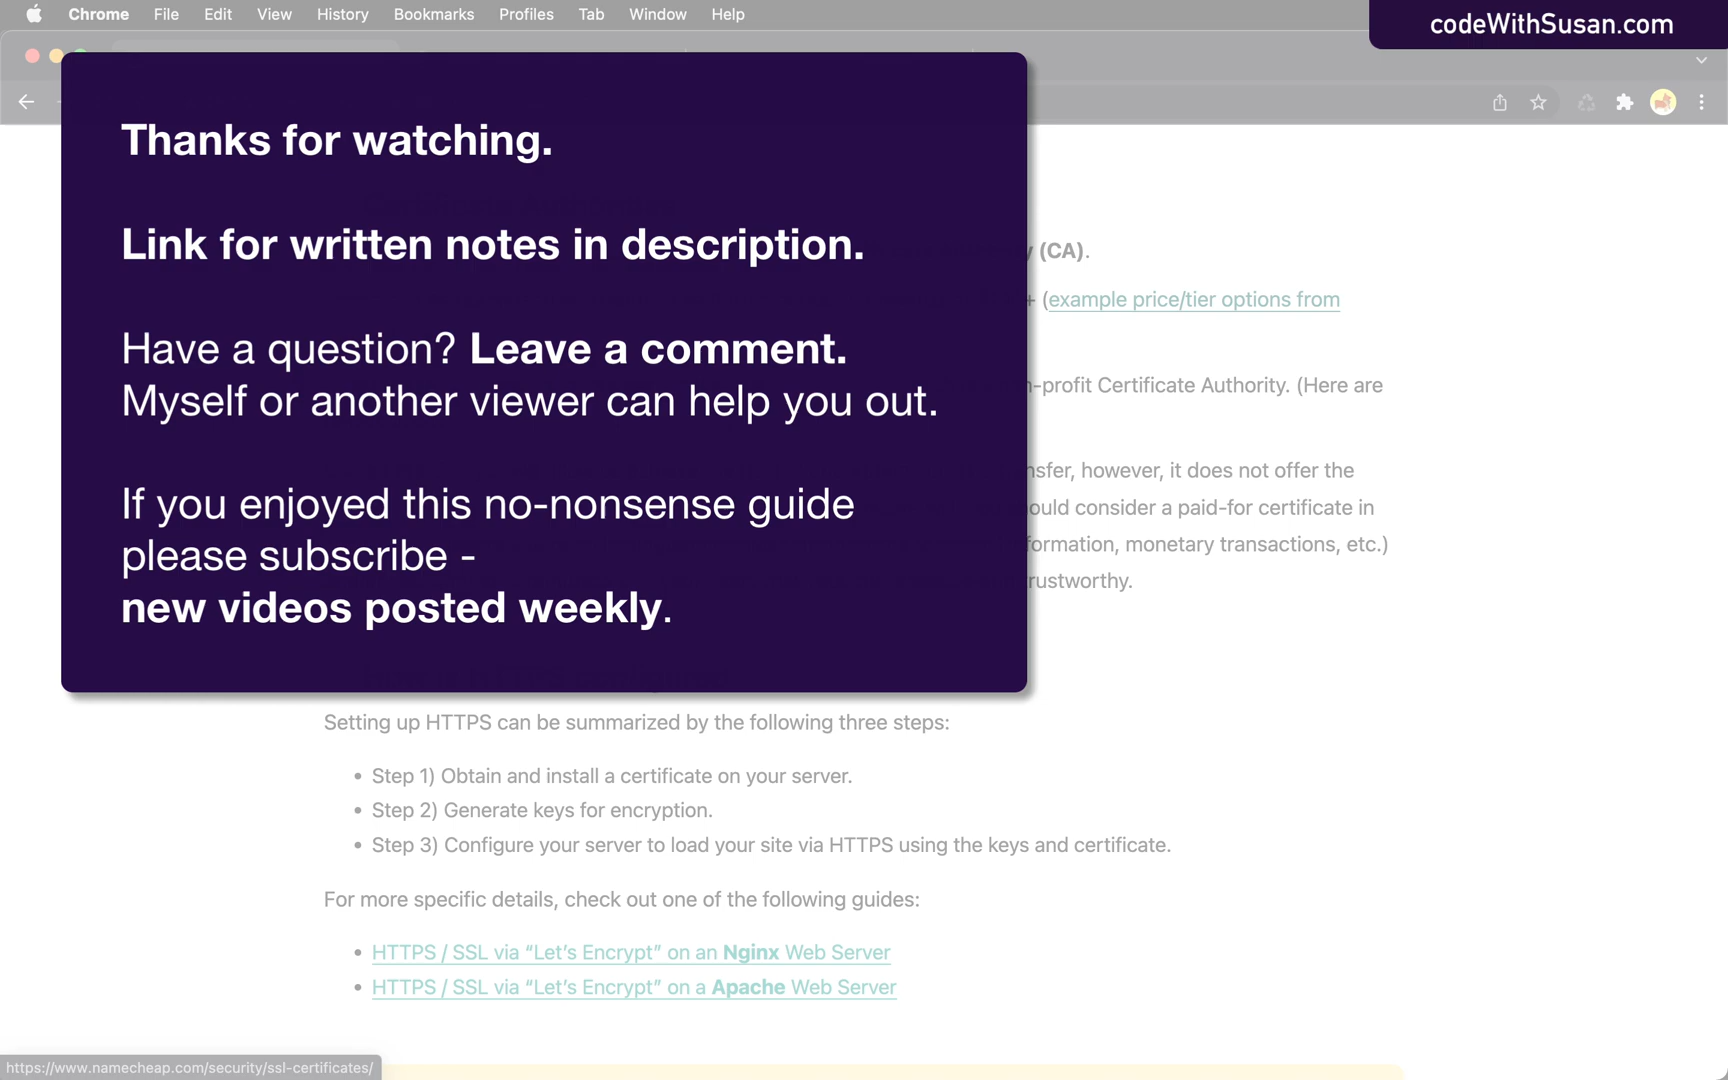 Chrome File Edit View History Bookmarks Profiles Tab Window Help
codeWithSusan.com
Thanks for watching.
Link for written notes in description.
(CA).
+ (example price/tier options from
Have a question? Leave a comment.
n-profit Certificate Authority. (Here are
Myself or another viewer can help you out.
nsfer, however, it does not offer the
If you enjoyed this no-nonsense guide
ould consider a paid-for certificate in
please subscribe -
formation, monetary transactions, etc.)
rustworthy.
new videos posted weekly.
Setting up HTTPS can be summarized by the following three steps:
• Step 1) Obtain and install a certificate on your server.
• Step 2) Generate keys for encryption.
• Step 3) Configure your server to load your site via HTTPS using the keys and certificate.
For more specific details, check out one of the following guides:
• HTTPS / SSL via “Let’s Encrypt” on an Nginx Web Server
• HTTPS / SSL via “Let’s Encrypt” on a Apache Web Server
https://www.namecheap.com/security/ssl-certificates/